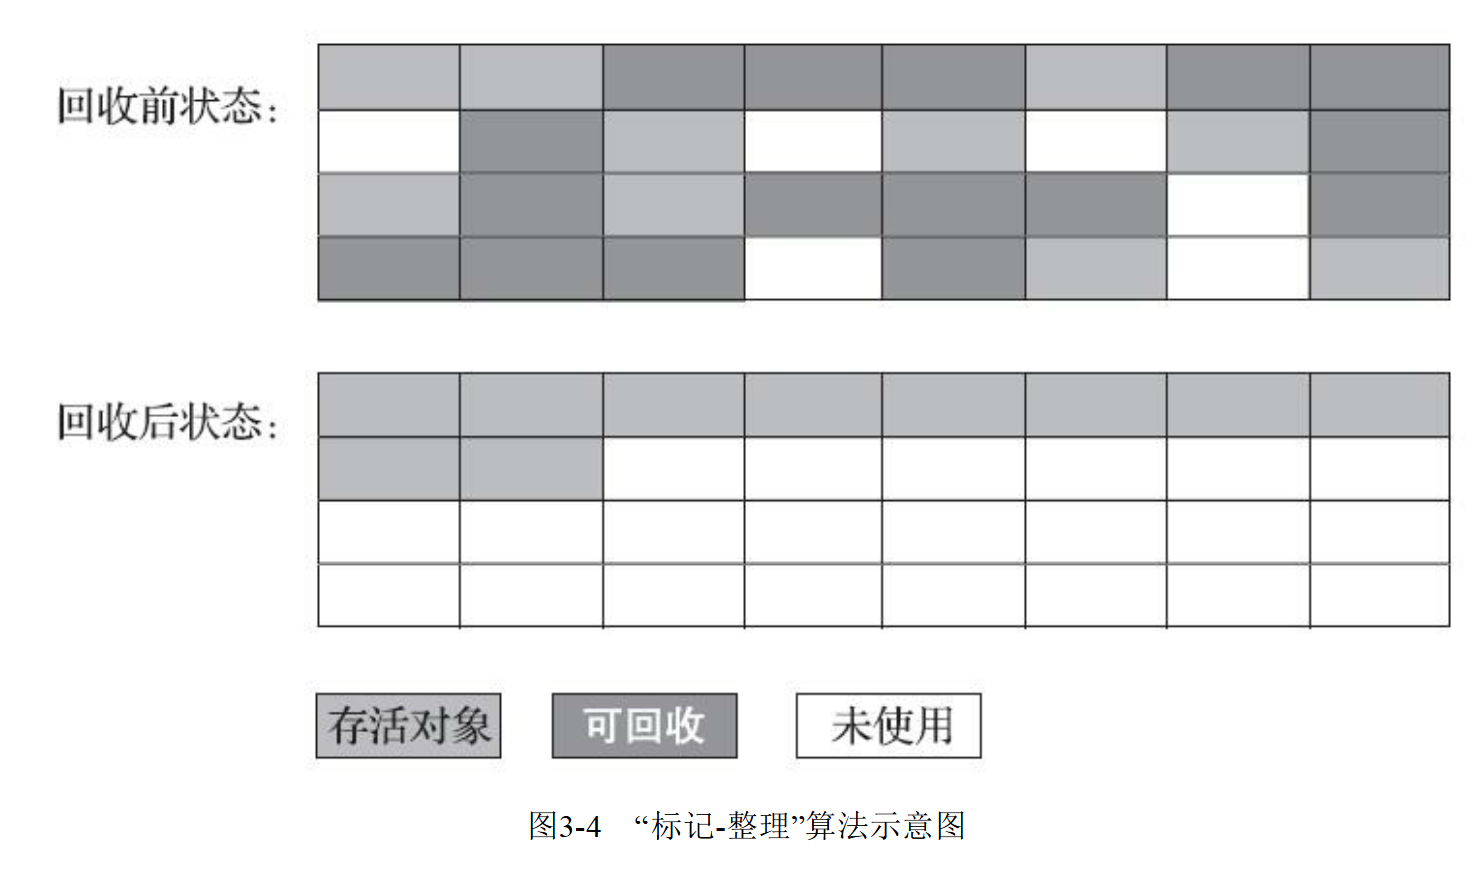 回收前状态：
回收后状态：
存活对象 可回收 未使用
图3-4 “标记-整理”算法示意图